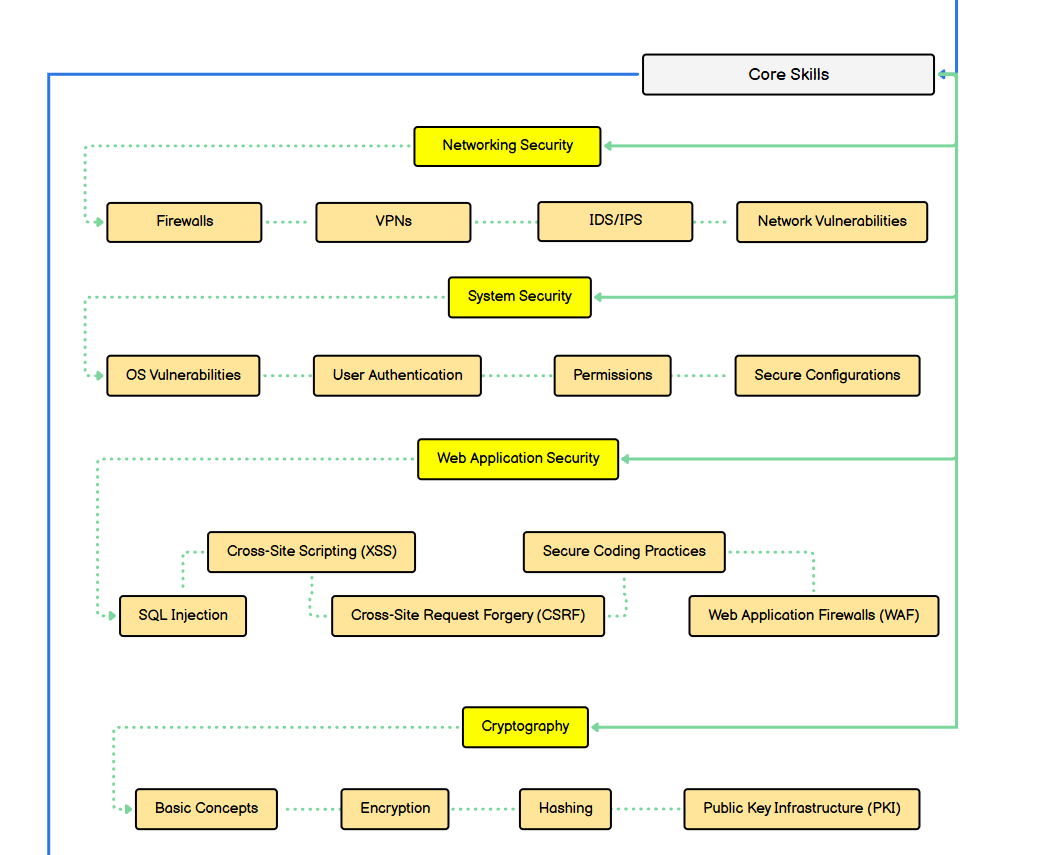 Core Skills
Networking Security
Firewalls
VPNs
IDS/IPS
Network Vulnerabilities
System Security
OS Vulnerabilities
User Authentication
Permissions
Secure Configurations
Web Application Security
Cross-Site Scripting (XSS)
Secure Coding Practices
SQL Injection
Cross-Site Request Forgery (CSRF)
Web Application Firewalls (WAF)
Cryptography
Basic Concepts
Encryption
Hashing
Public Key Infrastructure (PKI)